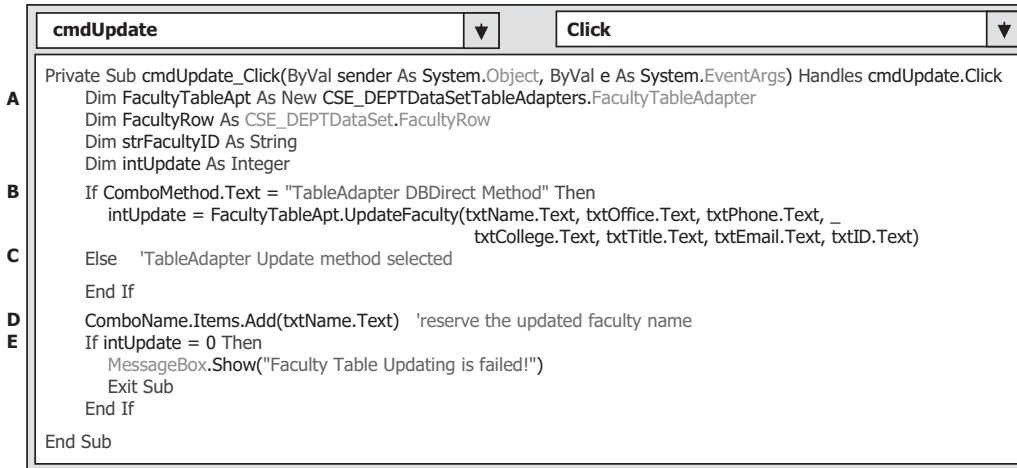 cmdUpdate Click
Private Sub cmdUpdate_Click(ByVal sender As System.Object, ByVal e As System.EventArgs) Handles cmdUpdate.Click
A Dim FacultyTableApt As New CSE_DEPTDataSetTableAdapters.FacultyTableAdapter
Dim FacultyRow As CSE_DEPTDataSet.FacultyRow
Dim strFacultyID As String
Dim intUpdate As Integer
B If ComboMethod.Text = "TableAdapter DBDirect Method" Then
intUpdate = FacultyTableApt.UpdateFaculty(txtName.Text, txtOffice.Text, txtPhone.Text, _
txtCollege.Text, txtTitle.Text, txtEmail.Text, txtID.Text)
C Else 'TableAdapter Update method selected
End If
D ComboName.Items.Add(txtName.Text) 'reserve the updated faculty name
E If intUpdate = 0 Then
MessageBox.Show("Faculty Table Updating is failed!")
Exit Sub
End If
End Sub